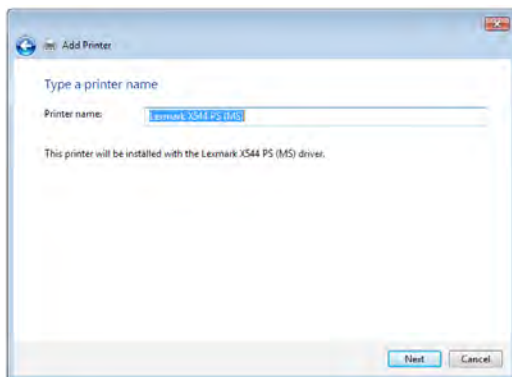 Add Printer
Type a printer name
Printer name: Lexmark X544 PS (MS)
This printer will be installed with the Lexmark X544 PS (MS) driver.
Next Cancel